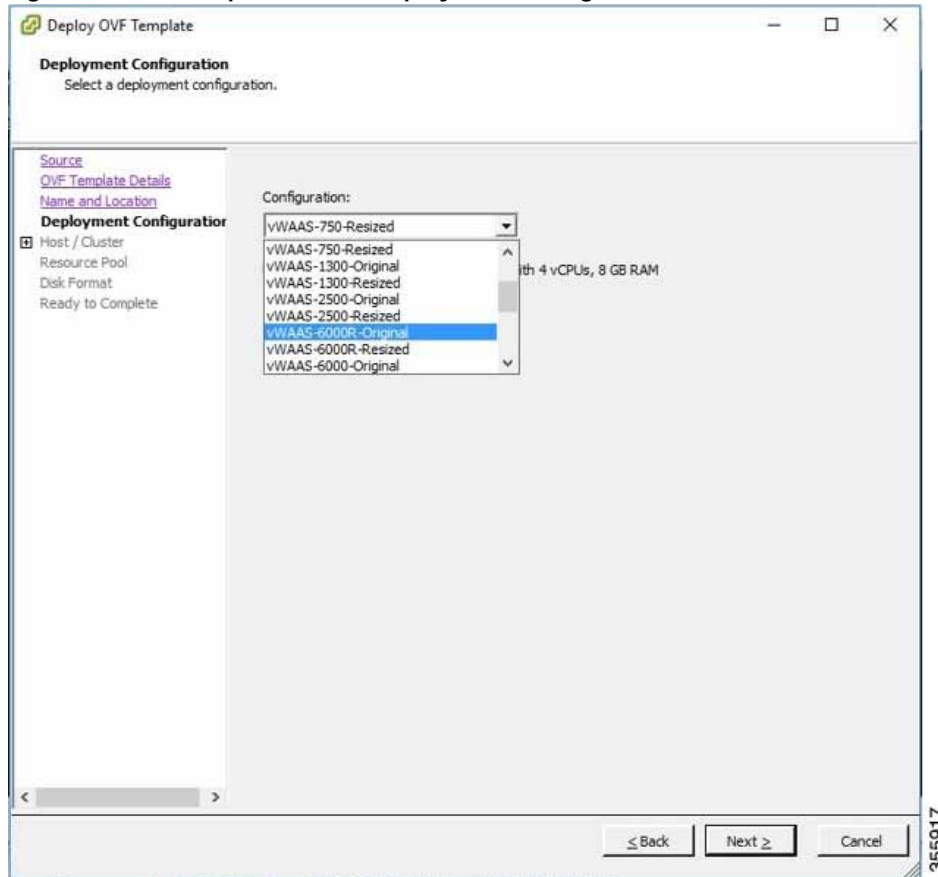 Deploy OVF Template
Deployment Configuration
Select a deployment configuration.
Source
OVF Template Details
Name and Location
Deployment Configuration
Host / Cluster
Resource Pool
Disk Format
Ready to Complete
Configuration:
vWAAS-750-Resized
vWAAS-750-Resized
vWAAS-1300-Original
vWAAS-1300-Resized
vWAAS-2500-Original
vWAAS-2500-Resized
vWAAS-6000R-Original
vWAAS-6000R-Resized
vWAAS-6000-Original
ith 4 vCPUs, 8 GB RAM
≤ Back
Next ≥
Cancel
355917